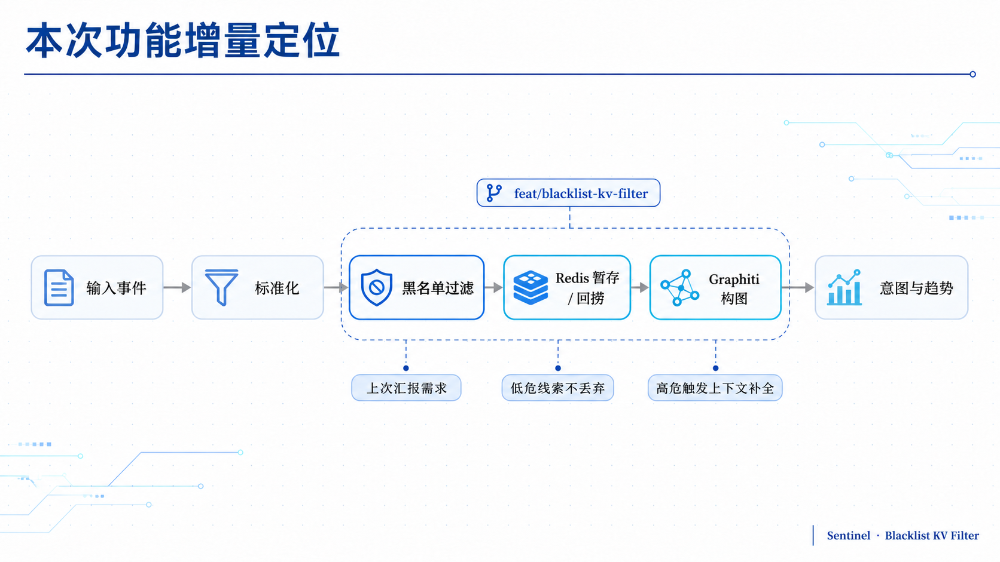 本次功能增量定位
feat/blacklist-kv-filter
输入事件
标准化
黑名单过滤
Redis 暂存
/ 回捞
Graphiti
构图
意图与趋势
上次汇报需求
低危线索不丢弃
高危触发上下文补全
Sentinel · Blacklist KV Filter